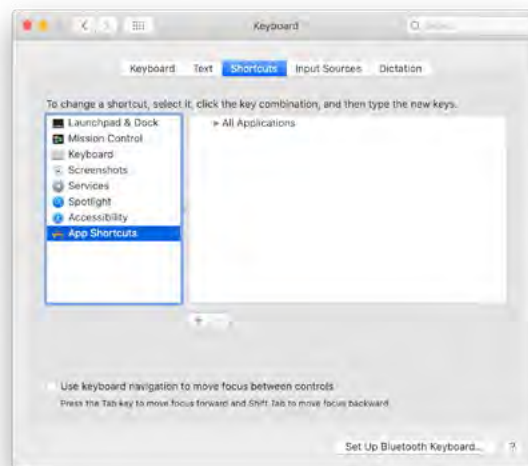 Keyboard
Keyboard Text Shortcuts Input Sources Dictation
To change a shortcut, select it, click the key combination, and then type the new keys.
Launchpad & Dock
Mission Control
Keyboard
Screenshots
Services
Spotlight
Accessibility
App Shortcuts
All Applications
Use keyboard navigation to move focus between controls
Press the Tab key to move focus forward and Shift Tab to move focus backward.
Set Up Bluetooth Keyboard... ?